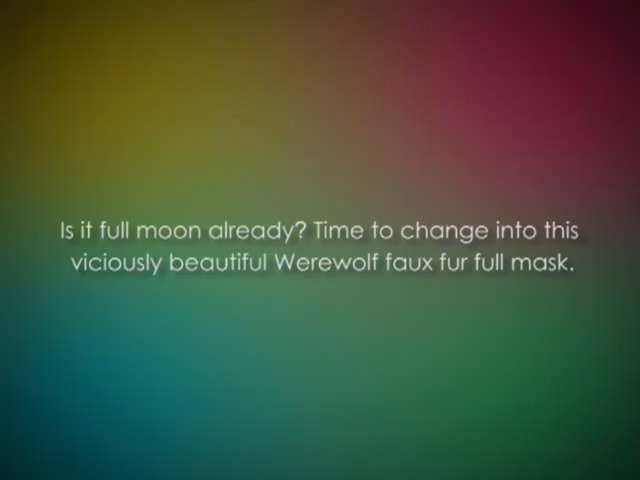 Is it full moon already? Time to change into this
viciously beautiful Werewolf faux fur full mask.